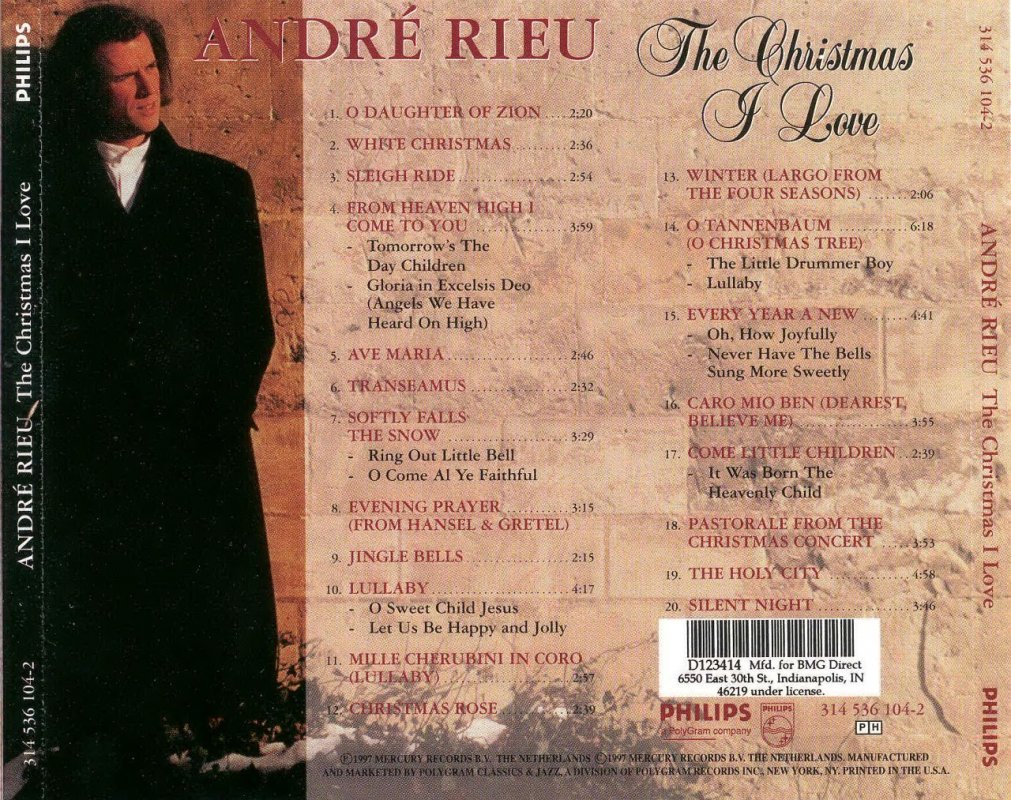 PHILIPS
ANDRÉ RIEU The Christmas I Love
314 536 104-2
ANDRÉ RIEU
The Christmas
I Love
1. O DAUGHTER OF ZION ....2:20
2. WHITE CHRISTMAS.........2:36
3. SLEIGH RIDE..................2:54
4. FROM HEAVEN HIGH I
COME TO YOU ................3:59
- Tomorrow's The
Day Children
- Gloria in Excelsis Deo
(Angels We Have
Heard On High)
5. AVE MARIA....................2:46
6. TRANSEAMUS ................2:32
7. SOFTLY FALLS
THE SNOW ....................3:29
- Ring Out Little Bell
- O Come Al Ye Faithful
8. EVENING PRAYER...........3:15
(FROM HANSEL & GRETEL)
9. JINGLE BELLS .................2:15
10. LULLABY.......................4:17
- O Sweet Child Jesus
- Let Us Be Happy and Jolly
11. MILLE CHERUBINI IN CORO
(LULLABY) .....................2:57
12. CHRISTMAS ROSE............2:39
13. WINTER (LARGO FROM
THE FOUR SEASONS) ......2:06
14. O TANNENBAUM ............6:18
(O CHRISTMAS TREE)
- The Little Drummer Boy
- Lullaby
15. EVERY YEAR A NEW ........4:41
- Oh, How Joyfully
- Never Have The Bells
Sung More Sweetly
16. CARO MIO BEN (DEAREST,
BELIEVE ME) ..................3:55
17. COME LITTLE CHILDREN ..2:39
- It Was Born The
Heavenly Child
18. PASTORALE FROM THE
CHRISTMAS CONCERT .....3:53
19. THE HOLY CITY ..............4:58
20. SILENT NIGHT................3:46
D123414 Mfd. for BMG Direct
6550 East 30th St., Indianapolis, IN
46219 under license.
PHILIPS
a PolyGram company
PHILIPS
314 536 104-2
PH
Ⓟ1997 MERCURY RECORDS B.V. THE NETHERLANDS ©1997 MERCURY RECORDS B.V. THE NETHERLANDS. MANUFACTURED
AND MARKETED BY POLYGRAM CLASSICS & JAZZ, A DIVISION OF POLYGRAM RECORDS INC., NEW YORK, NY. PRINTED IN THE U.S.A.
314 536 104-2
ANDRÉ RIEU The Christmas I Love
PHILIPS